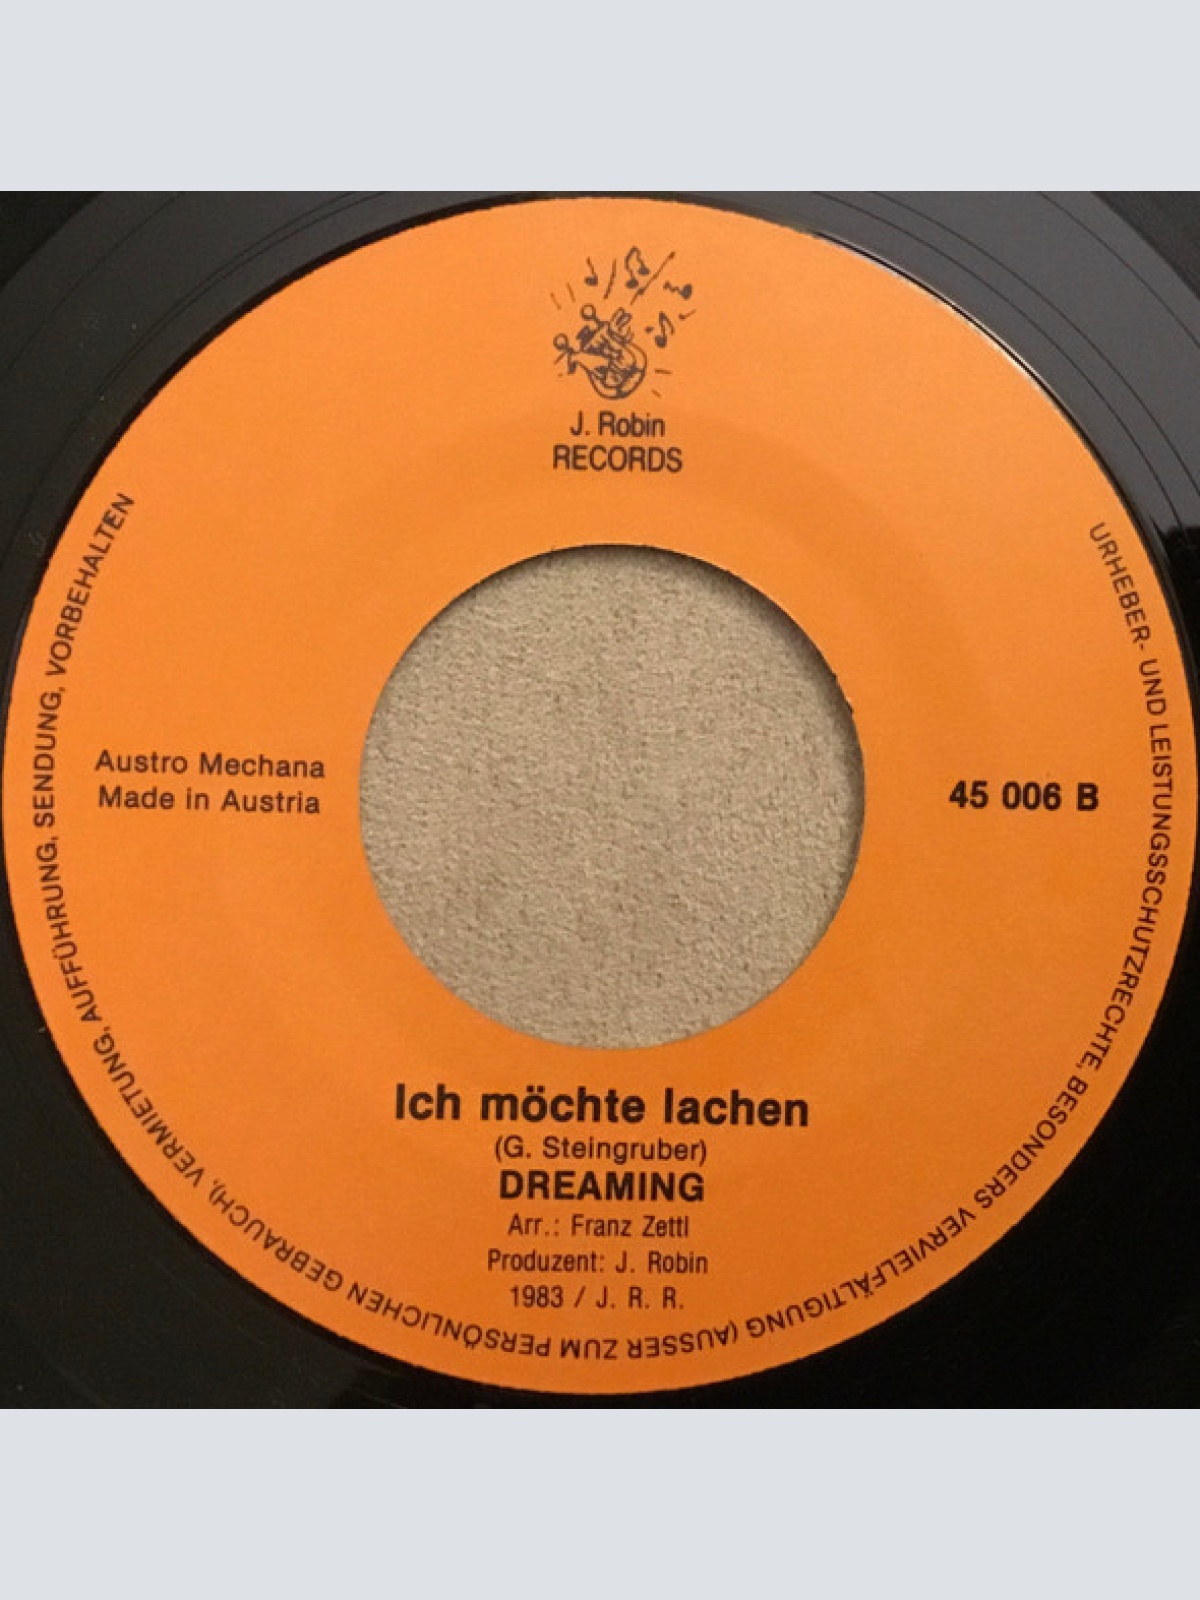 J. Robin
RECORDS
Austro Mechana
Made in Austria
45 006 B
Ich möchte lachen
(G. Steingruber)
DREAMING
Arr.: Franz Zettl
Produzent: J. Robin
1983 / J. R. R.
URHEBER- UND LEISTUNGSSCHUTZRECHTE, BESONDERS VERVIELFÄLTIGUNG (AUSSER ZUM PERSÖNLICHEN GEBRAUCH), VERMIETUNG, AUFFÜHRUNG, SENDUNG, VORBEHALTEN